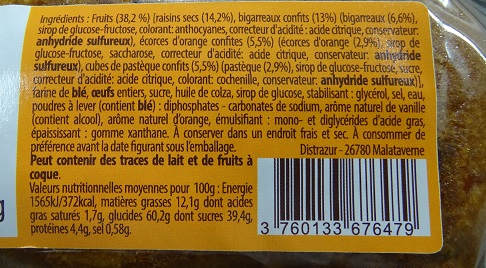 Ingrédients : Fruits (38,2 %) [raisins secs (14,2%), bigarreaux confits (13%) (bigarreaux (6,6%),
sirop de glucose-fructose, colorant: anthocyanes, correcteur d'acidité : acide citrique, conservateur:
anhydride sulfureux), écorces d'orange confites (5,5%) (écorces d'orange (2,9%), sirop de
glucose-fructose, saccharose, correcteur d'acidité: acide citrique, conservateur: anhydride
sulfureux), cubes de pastèque confits (5,5%) (pastèque (2,9%), sirop de glucose-fructose, sucre,
correcteur d'acidité: acide citrique, colorant: cochenille, conservateur: anhydride sulfureux)],
farine de blé, œufs entiers, sucre, huile de colza, sirop de glucose, stabilisant : glycérol, sel, eau,
poudres à lever (contient blé) : diphosphates - carbonates de sodium, arôme naturel de vanille
(contient alcool), arôme naturel d'orange, émulsifiant : mono- et diglycérides d'acide gras,
épaississant : gomme xanthane. À conserver dans un endroit frais et sec. À consommer de
préférence avant la date figurant sous l'emballage.
Distrazur - 26780 Malataverne
Peut contenir des traces de lait et de fruits à
coque.
Valeurs nutritionnelles moyennes pour 100g : Energie
1565kJ/372kcal, matières grasses 12,1g dont acides
gras saturés 1,7g, glucides 60,2g dont sucres 39,4g,
protéines 4,4g, sel 0,58g.
3 760133 676479